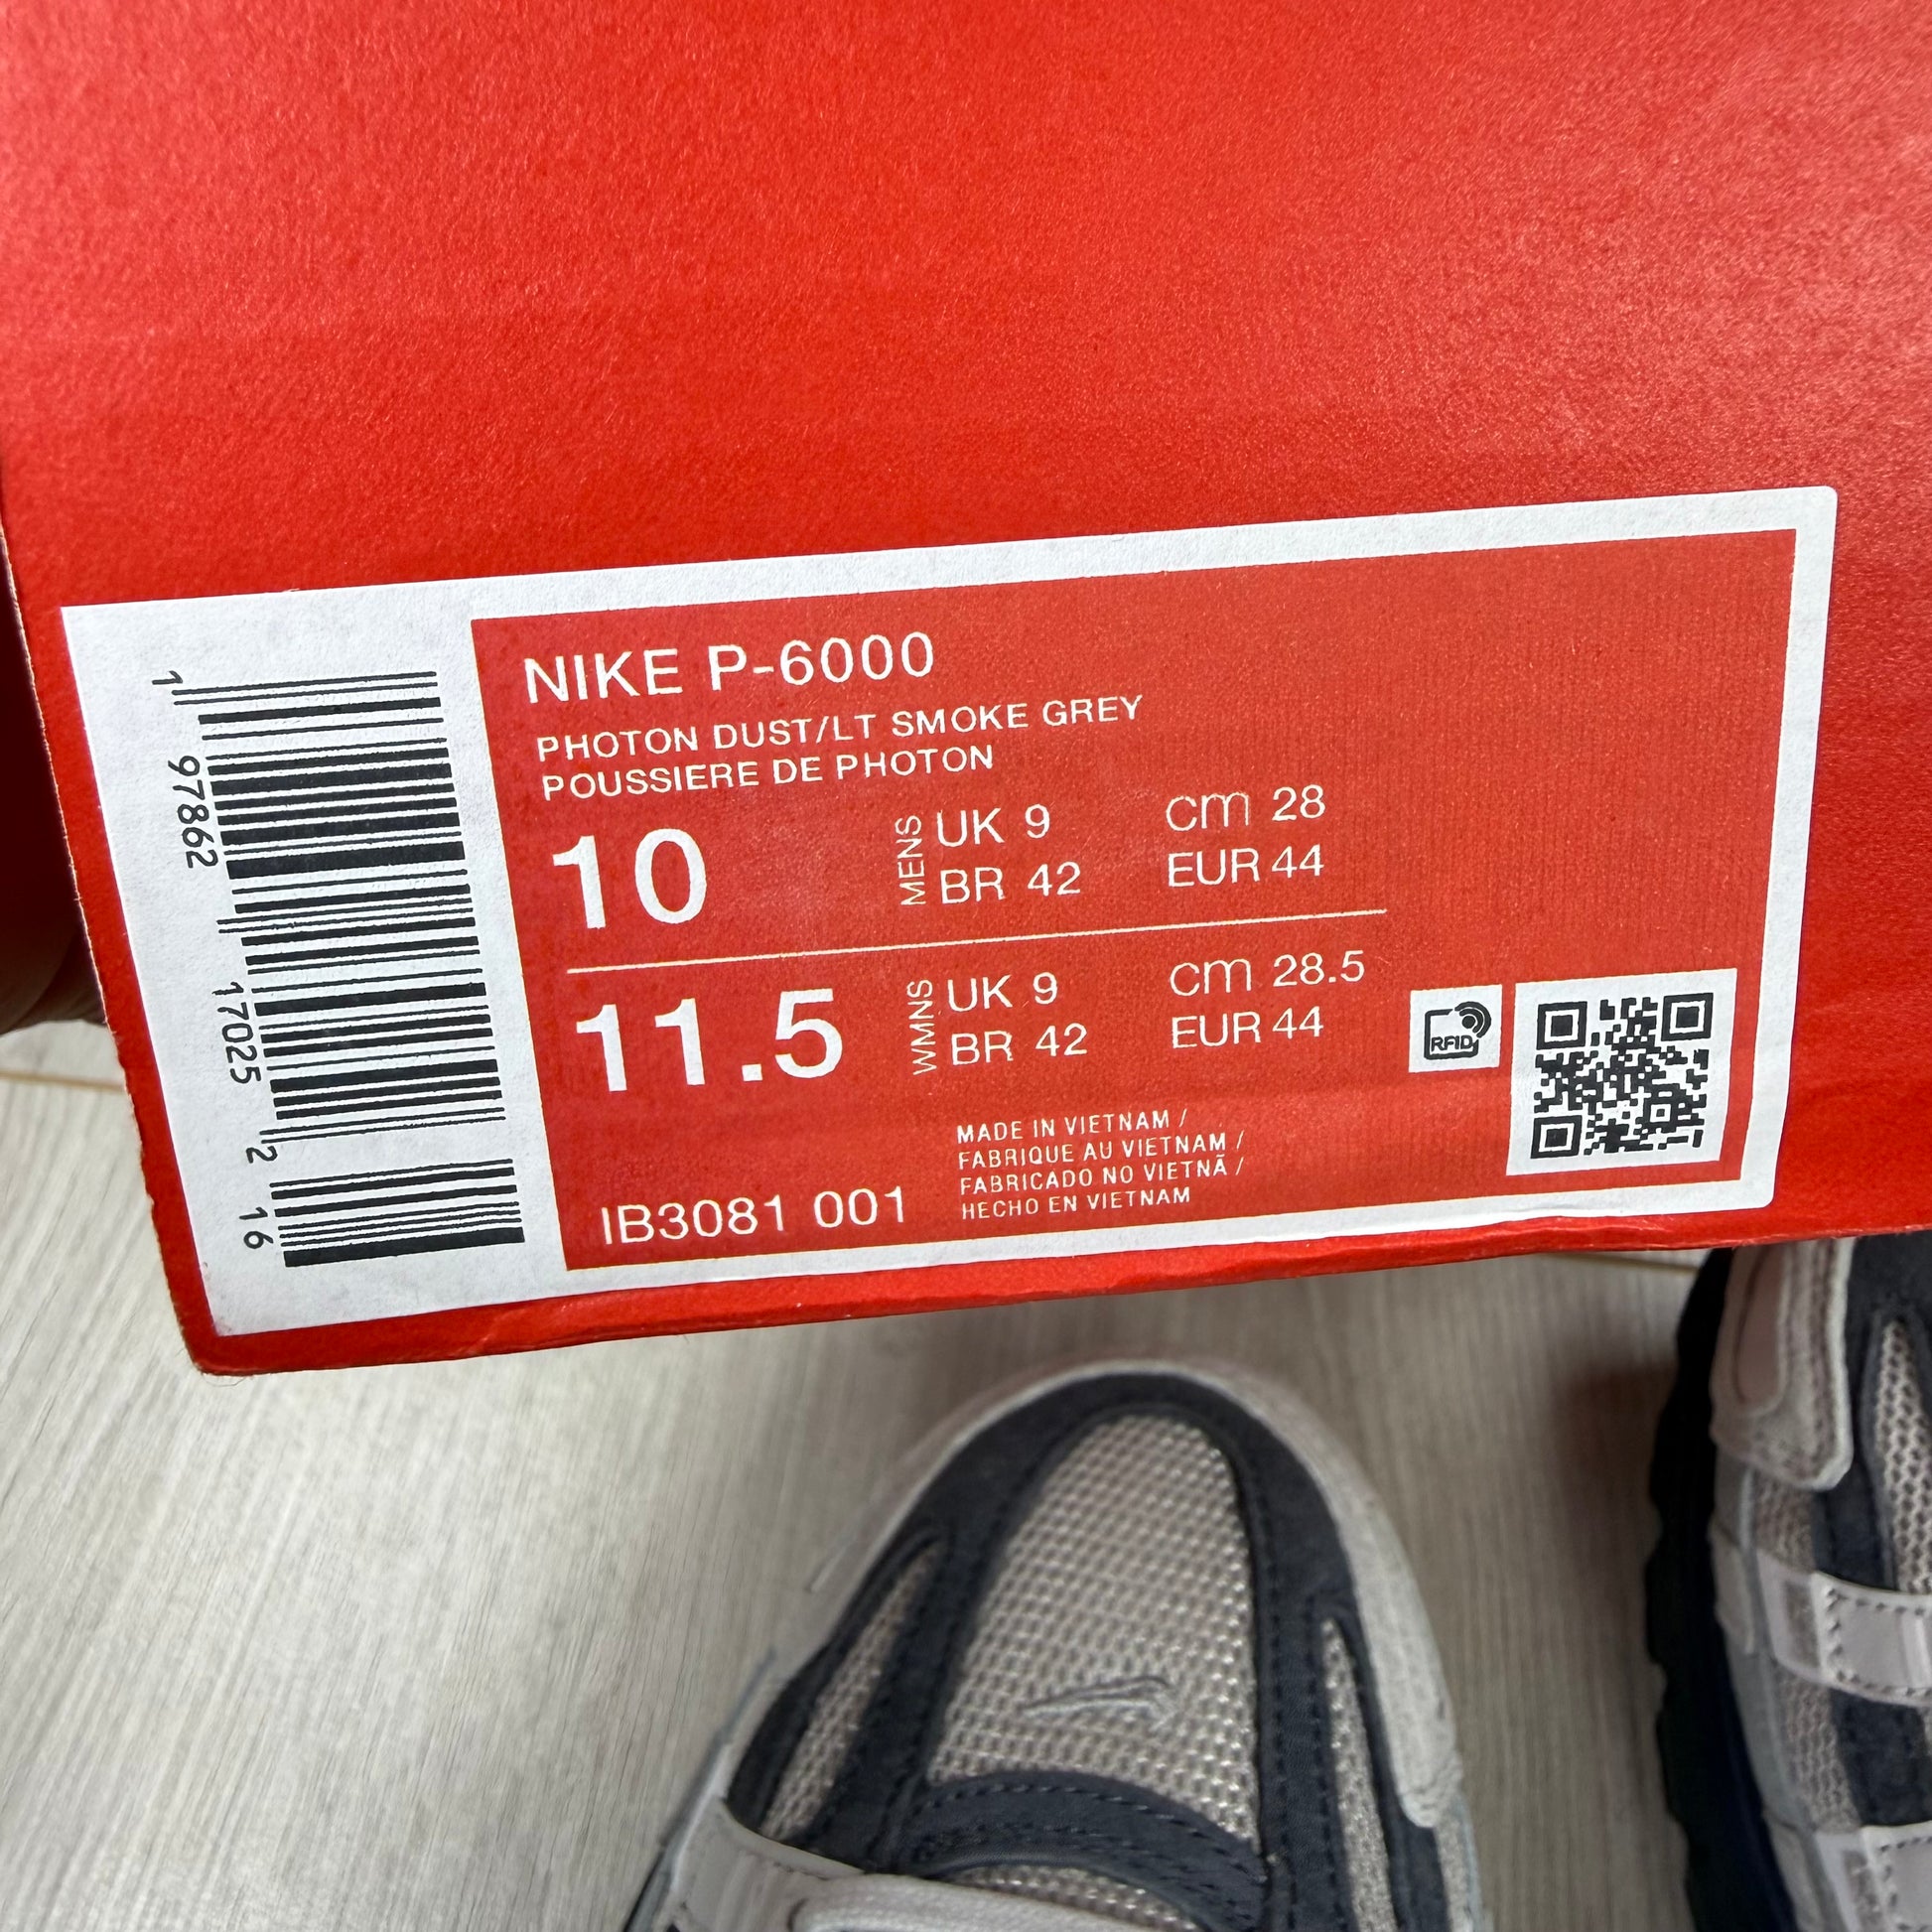 NIKE P-6000
PHOTON DUST/LT SMOKE GREY
POUSSIERE DE PHOTON
10 MENS UK 9 cm 28
BR 42 EUR 44
11.5 WMNS UK 9 cm 28.5
BR 42 EUR 44
MADE IN VIETNAM /
FABRIQUE AU VIETNAM /
FABRICADO NO VIETNÃ /
HECHO EN VIETNAM
IB3081 001
RFID
1 97862 17025 2 16